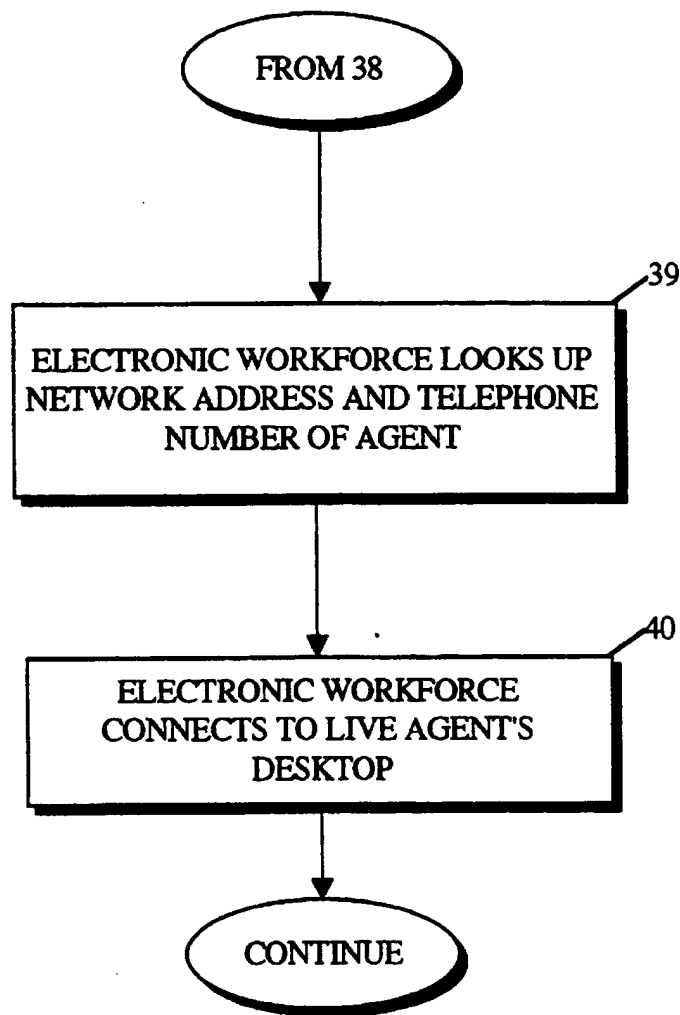 FROM 38
39
ELECTRONIC WORKFORCE LOOKS UP
NETWORK ADDRESS AND TELEPHONE
NUMBER OF AGENT
40
ELECTRONIC WORKFORCE
CONNECTS TO LIVE AGENT'S
DESKTOP
CONTINUE